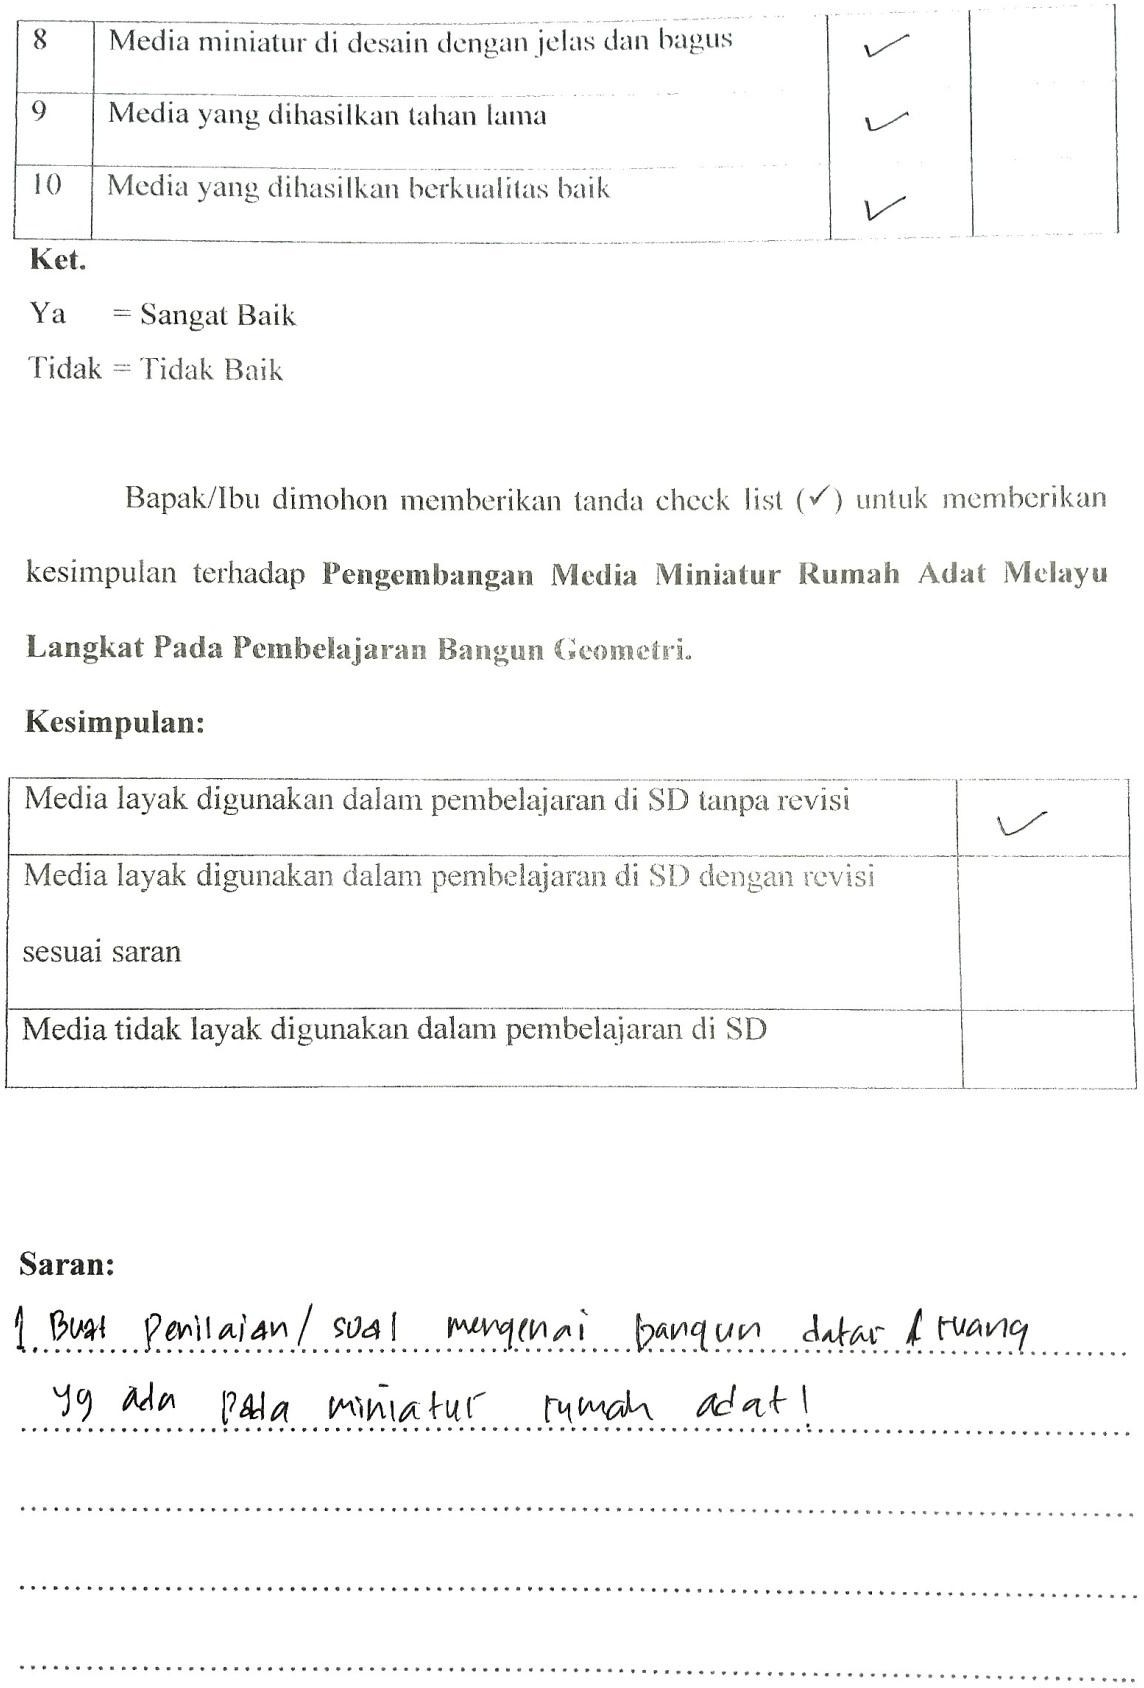 8 Media miniatur di desain dengan jelas dan bagus ✓
9 Media yang dihasilkan tahan lama ✓
10 Media yang dihasilkan berkualitas baik ✓
Ket.
Ya = Sangat Baik
Tidak = Tidak Baik
Bapak/Ibu dimohon memberikan tanda check list (✓) untuk memberikan
kesimpulan terhadap Pengembangan Media Miniatur Rumah Adat Melayu
Langkat Pada Pembelajaran Bangun Geometri.
Kesimpulan:
Media layak digunakan dalam pembelajaran di SD tanpa revisi ✓
Media layak digunakan dalam pembelajaran di SD dengan revisi
sesuai saran
Media tidak layak digunakan dalam pembelajaran di SD
Saran:
1. Buat Penilaian/soal mengenai bangun datar & ruang
yg ada pada miniatur rumah adat!